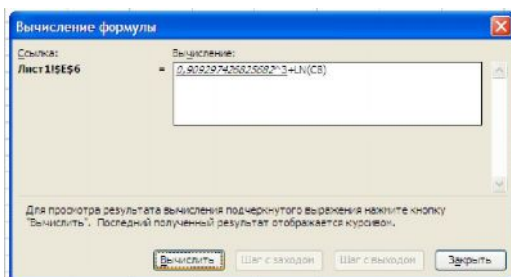 Вычисление формулы
Ссылка:
Вычисление:
Лист1!$E$6
= 0,909297426825682^3+LN(C8)
Для просмотра результата вычисления подчеркнутого выражения нажмите кнопку
"Вычислить". Последний полученный результат отображается курсивом.
Вычислить
Шаг с заходом
Шаг с выходом
Закрыть